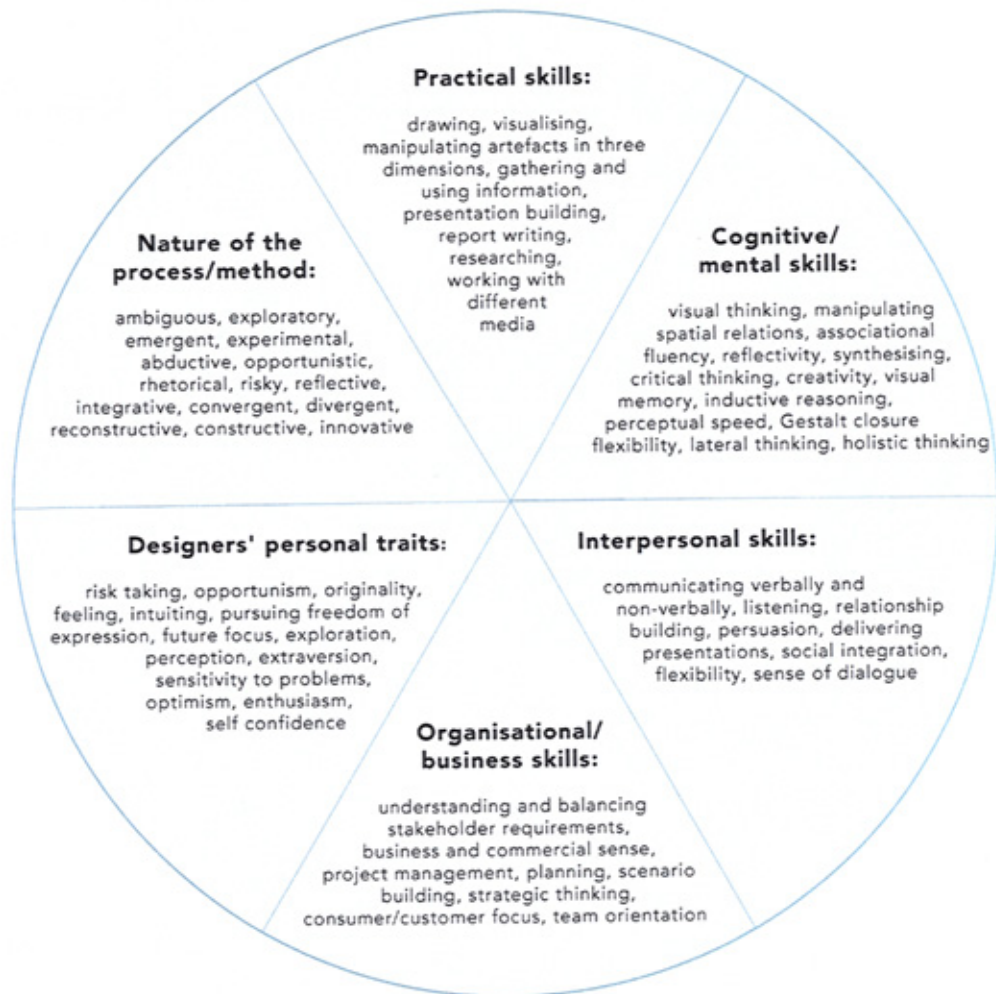 Practical skills:
drawing, visualising,
manipulating artefacts in three
dimensions, gathering and
using information,
presentation building,
report writing,
researching,
working with
different
media
Cognitive/
mental skills:
visual thinking, manipulating
spatial relations, associational
fluency, reflectivity, synthesising,
critical thinking, creativity, visual
memory, inductive reasoning,
perceptual speed, Gestalt closure
flexibility, lateral thinking, holistic thinking
Interpersonal skills:
communicating verbally and
non-verbally, listening, relationship
building, persuasion, delivering
presentations, social integration,
flexibility, sense of dialogue
Organisational/
business skills:
understanding and balancing
stakeholder requirements,
business and commercial sense,
project management, planning, scenario
building, strategic thinking,
consumer/customer focus, team orientation
Designers' personal traits:
risk taking, opportunism, originality,
feeling, intuiting, pursuing freedom of
expression, future focus, exploration,
perception, extraversion,
sensitivity to problems,
optimism, enthusiasm,
self confidence
Nature of the
process/method:
ambiguous, exploratory,
emergent, experimental,
abductive, opportunistic,
rhetorical, risky, reflective,
integrative, convergent, divergent,
reconstructive, constructive, innovative